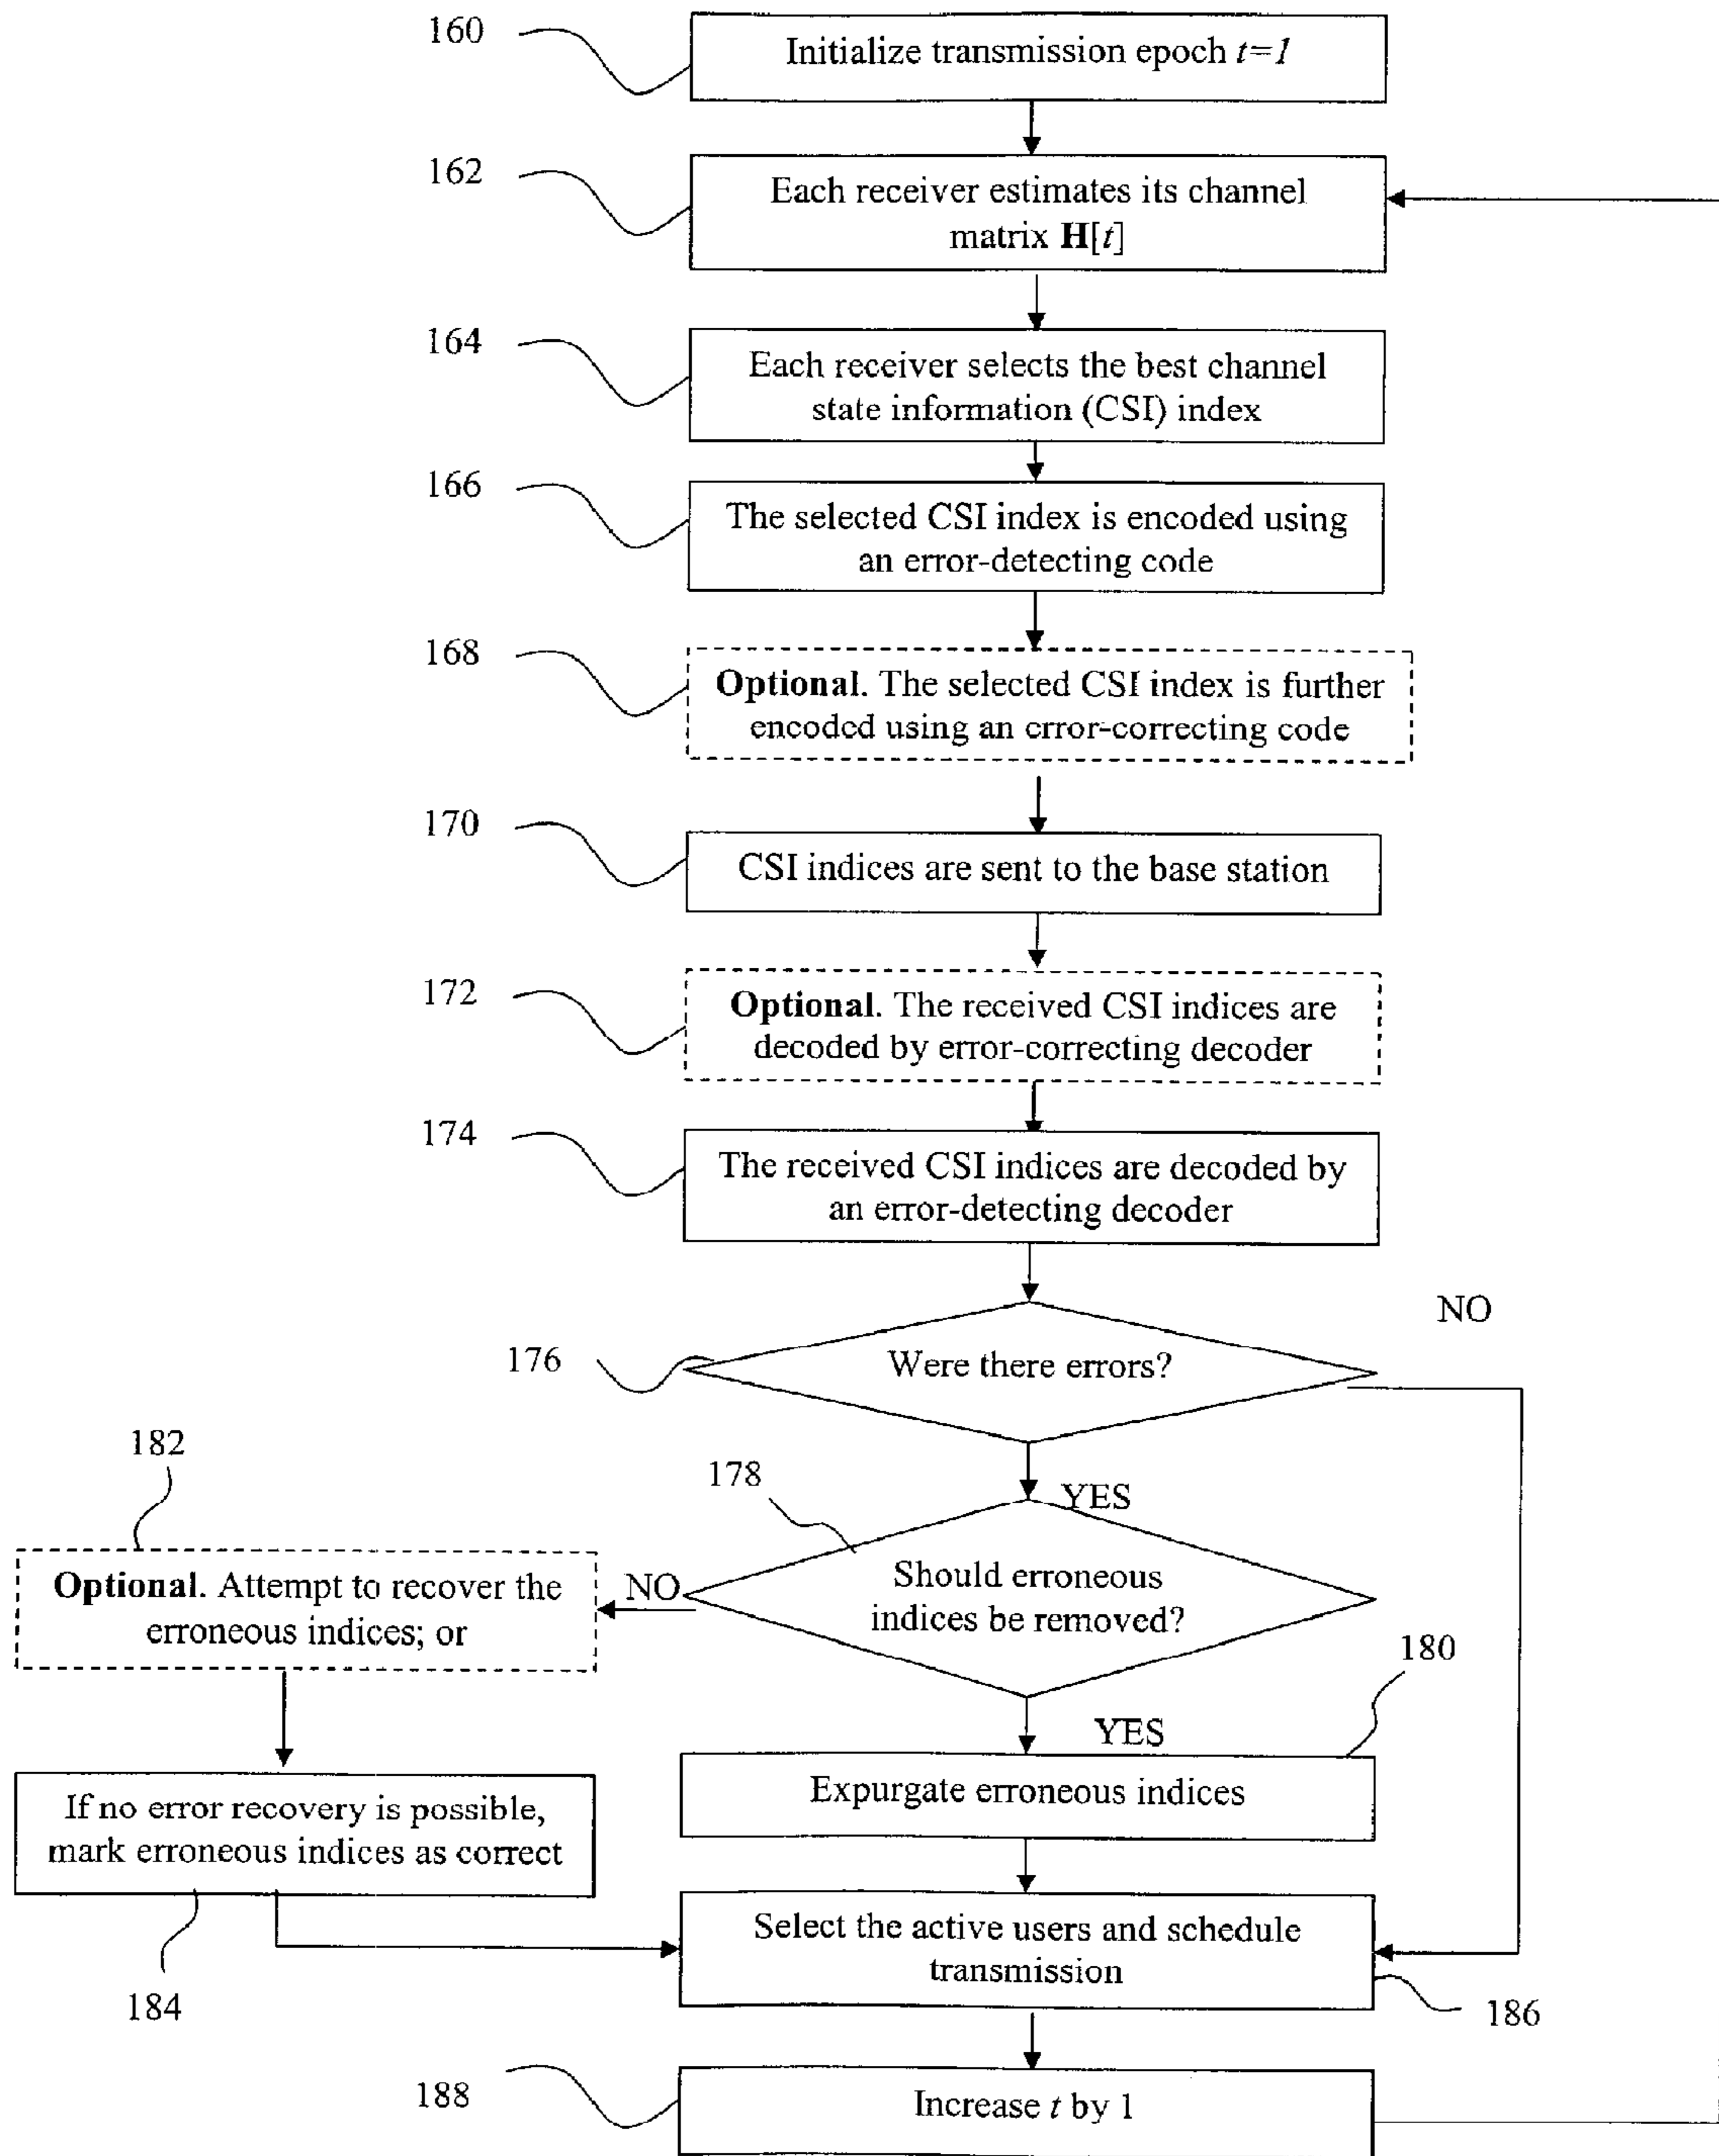 160
Initialize transmission epoch t=1
162
Each receiver estimates its channel
matrix H[t]
164
Each receiver selects the best channel
state information (CSI) index
166
The selected CSI index is encoded using
an error-detecting code
168
Optional. The selected CSI index is further
encoded using an error-correcting code
170
CSI indices are sent to the base station
172
Optional. The received CSI indices are
decoded by error-correcting decoder
174
The received CSI indices are decoded by
an error-detecting decoder
NO
176
Were there errors?
182
178
YES
Optional. Attempt to recover the
erroneous indices; or
NO
Should erroneous
indices be removed?
180
YES
Expurgate erroneous indices
If no error recovery is possible,
mark erroneous indices as correct
Select the active users and schedule
transmission
184
186
188
Increase t by 1